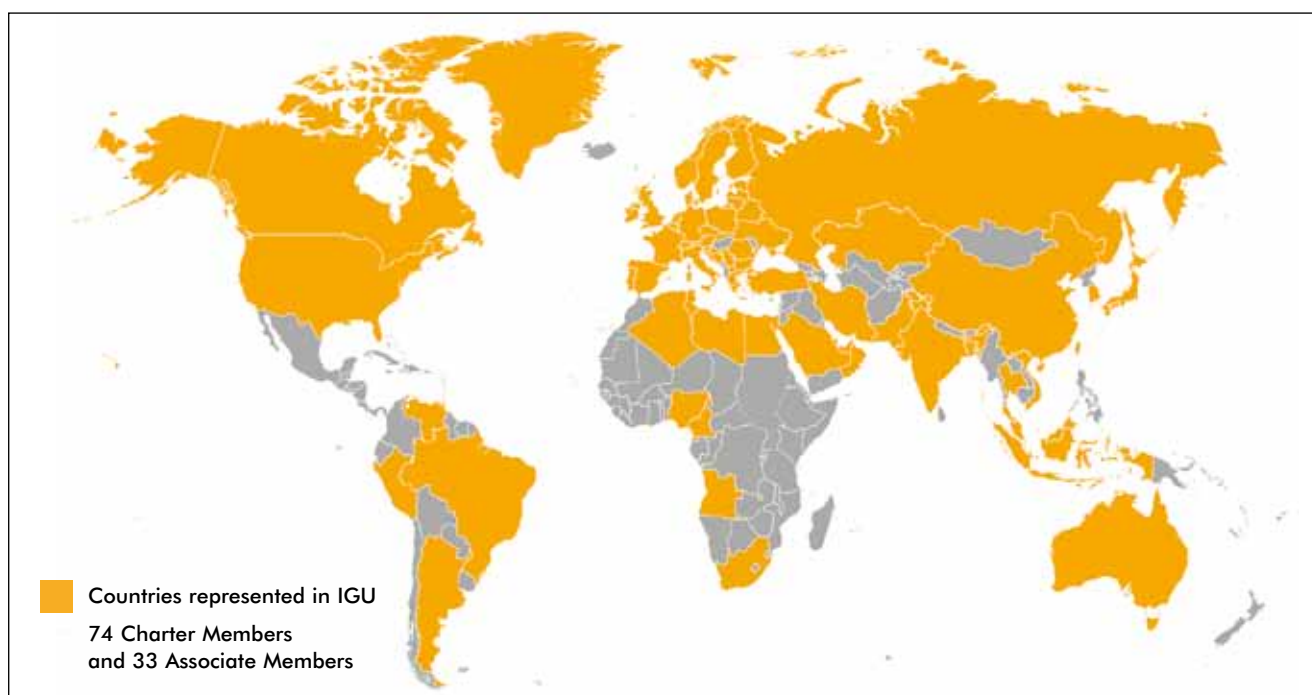 Countries represented in IGU
74 Charter Members
and 33 Associate Members